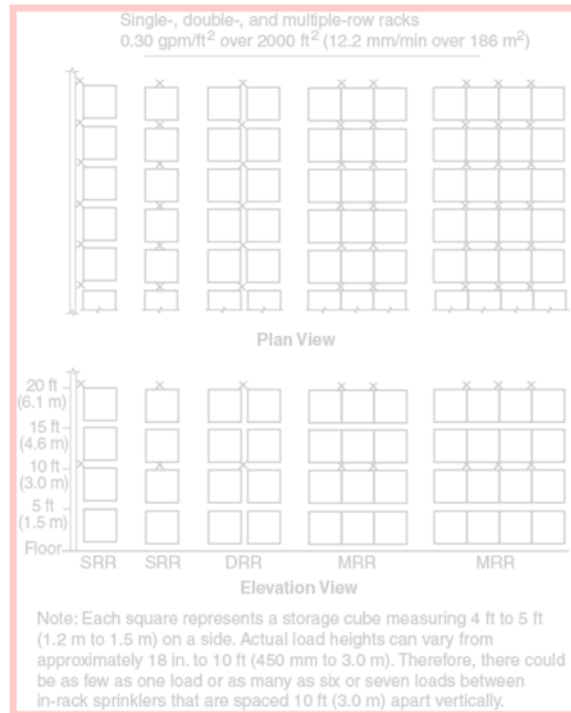 Single-, double-, and multiple-row racks
0.30 gpm/ft² over 2000 ft² (12.2 mm/min over 186 m²)
Plan View
20 ft
(6.1 m)
15 ft
(4.6 m)
10 ft
(3.0 m)
5 ft
(1.5 m)
Floor
SRR SRR DRR MRR MRR
Elevation View
Note: Each square represents a storage cube measuring 4 ft to 5 ft
(1.2 m to 1.5 m) on a side. Actual load heights can vary from
approximately 18 in. to 10 ft (450 mm to 3.0 m). Therefore, there could
be as few as one load or as many as six or seven loads between
in-rack sprinklers that are spaced 10 ft (3.0 m) apart vertically.